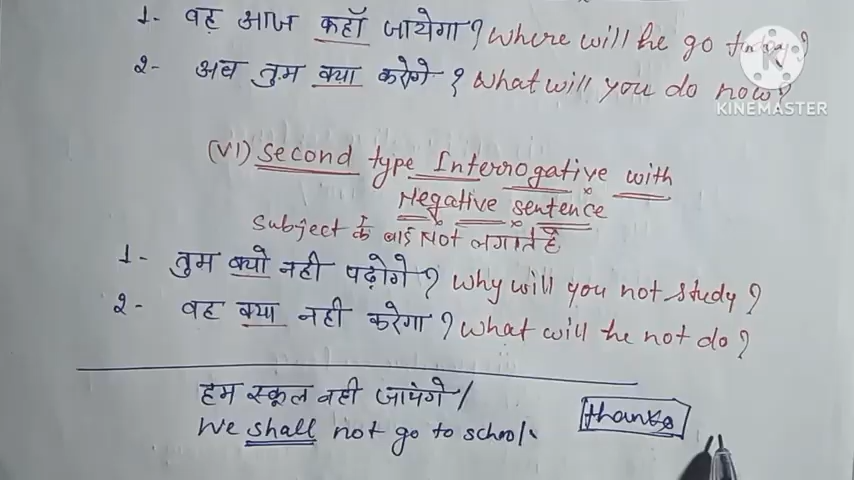 1- वह आज कहाँ जायेगा? Where will he go today?
2- अब तुम क्या करोगे? What will you do now?
KINEMASTER
(VI) Second type Interrogative with
Negative sentence
Subject के बाद Not लगाते है
1- तुम क्यो नही पढ़ोगे? Why will you not study?
2- वह क्या नही करेगा? What will he not do?
हम स्कूल नही जायेगे/
We shall not go to school.
thanks